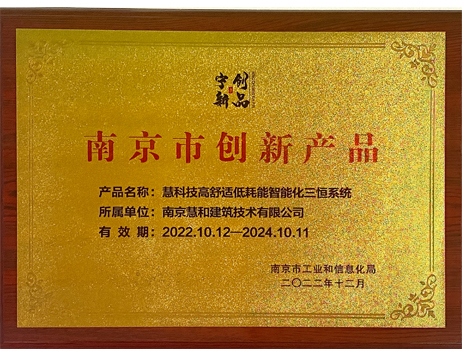 宁创
新品
南京市创新产品
产品名称：慧科技高舒适低耗能智能化三恒系统
所属单位：南京慧和建筑技术有限公司
有 效 期：2022.10.12—2024.10.11
南京市工业和信息化局
二〇二二年十二月